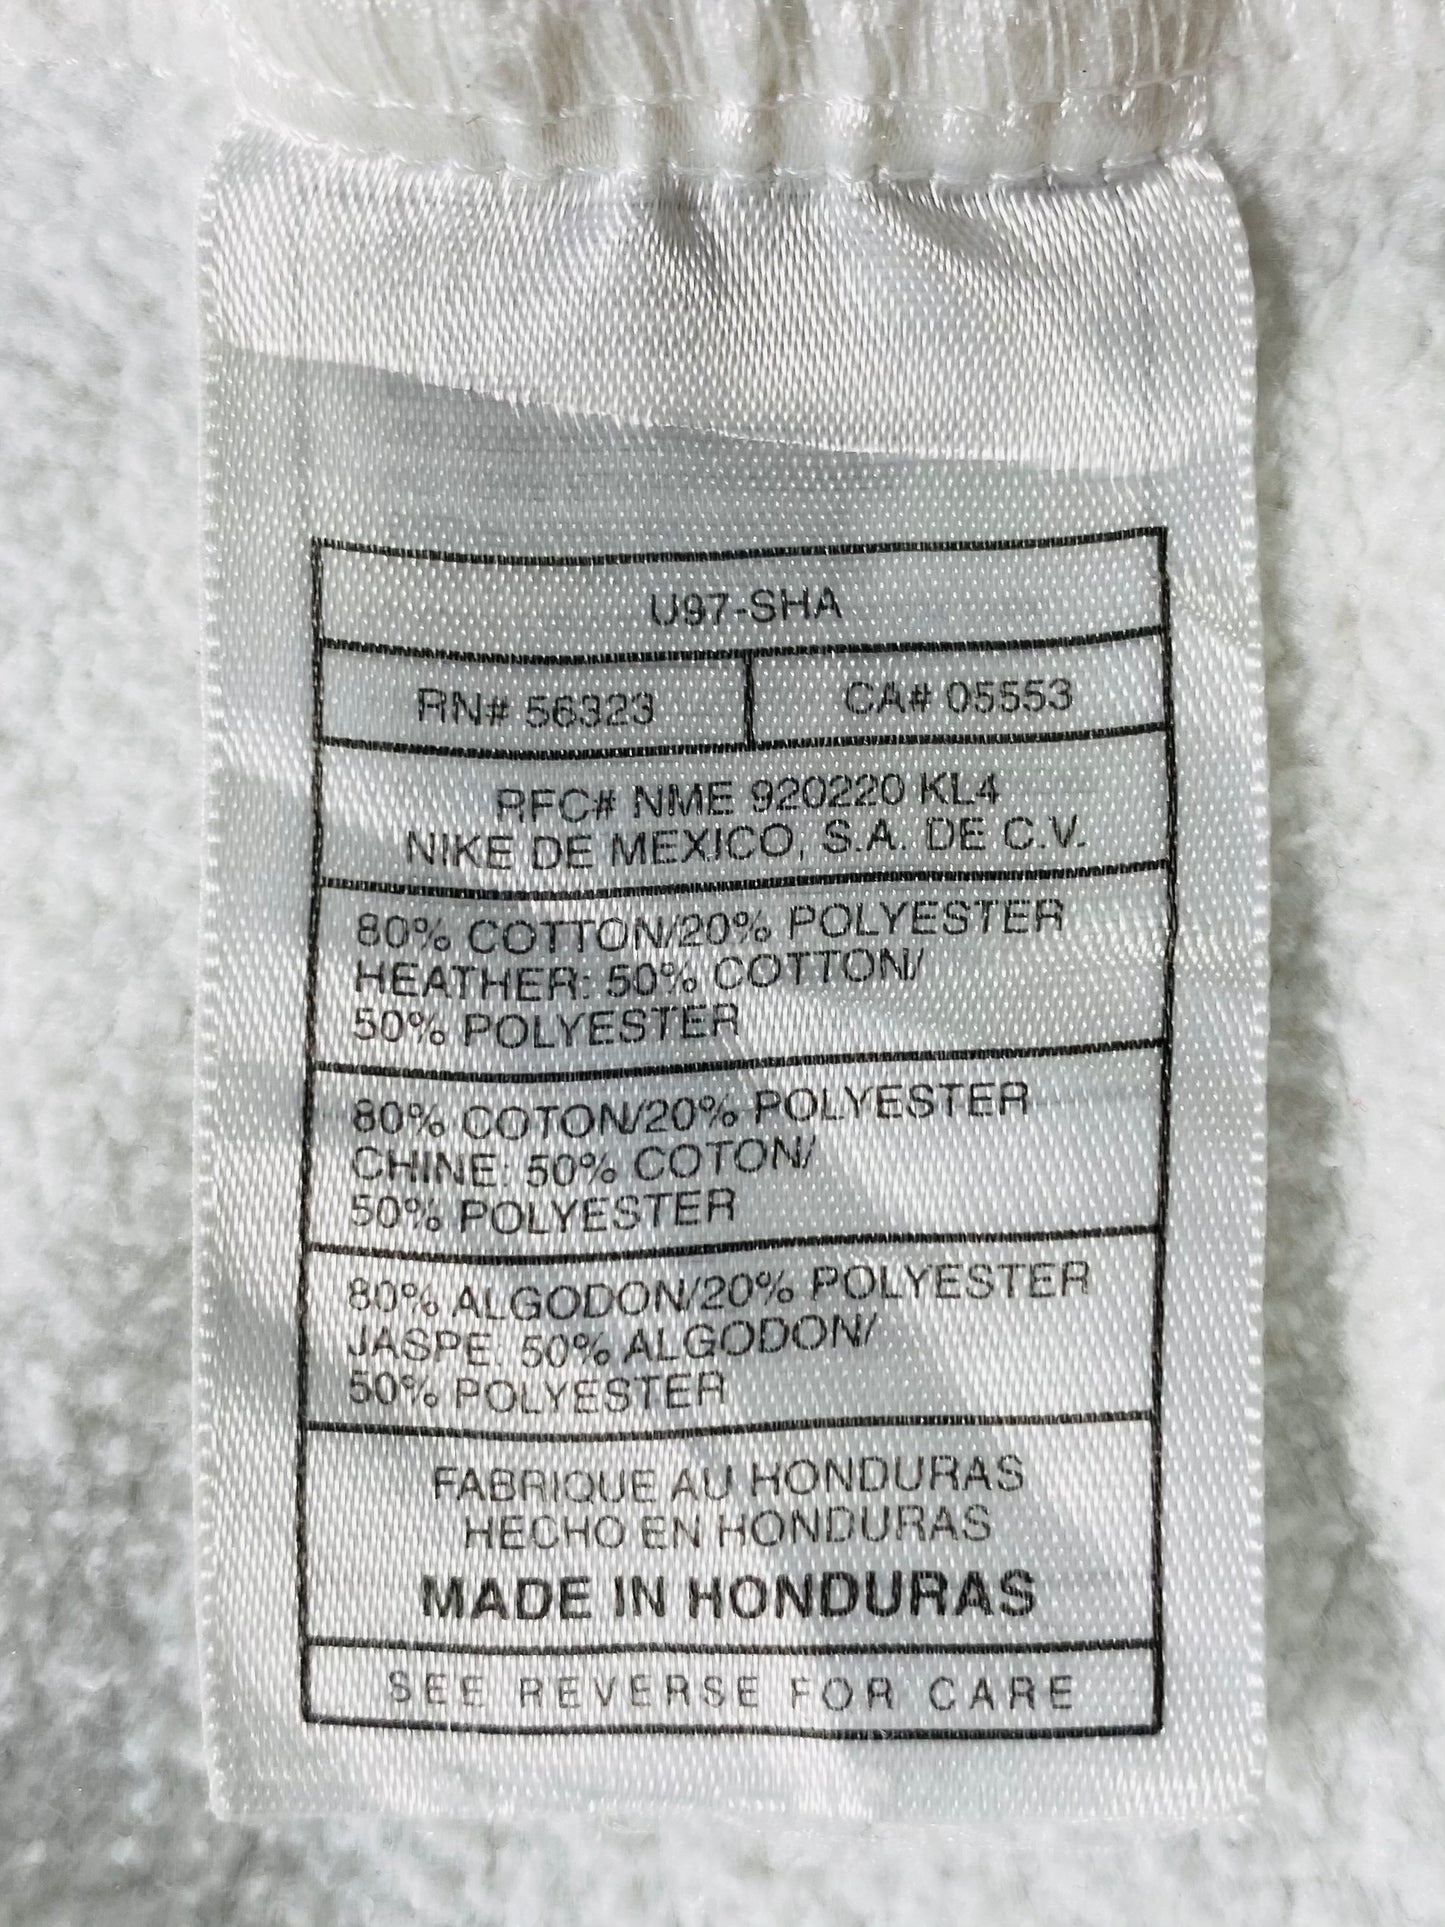 U97-SHA
RN# 56323
CA# 05553
RFC# NME 920220 KL4
NIKE DE MEXICO, S.A. DE C.V.
80% COTTON/20% POLYESTER
HEATHER: 50% COTTON/
50% POLYESTER
80% COTON/20% POLYESTER
CHINE: 50% COTON/
50% POLYESTER
80% ALGODON/20% POLYESTER
JASPE: 50% ALGODON/
50% POLYESTER
FABRIQUE AU HONDURAS
HECHO EN HONDURAS
MADE IN HONDURAS
SEE REVERSE FOR CARE